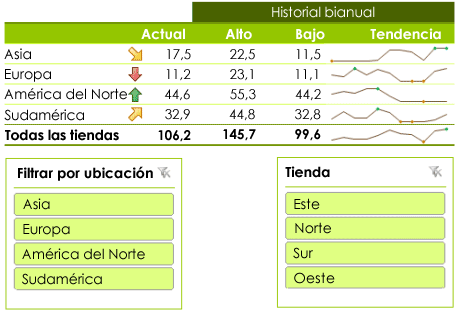 Historial bianual
Actual Alto Bajo Tendencia
Asia 17,5 22,5 11,5
Europa 11,2 23,1 11,1
América del Norte 44,6 55,3 44,2
Sudamérica 32,9 44,8 32,8
Todas las tiendas 106,2 145,7 99,6
Filtrar por ubicación
Asia
Europa
América del Norte
Sudamérica
Tienda
Este
Norte
Sur
Oeste